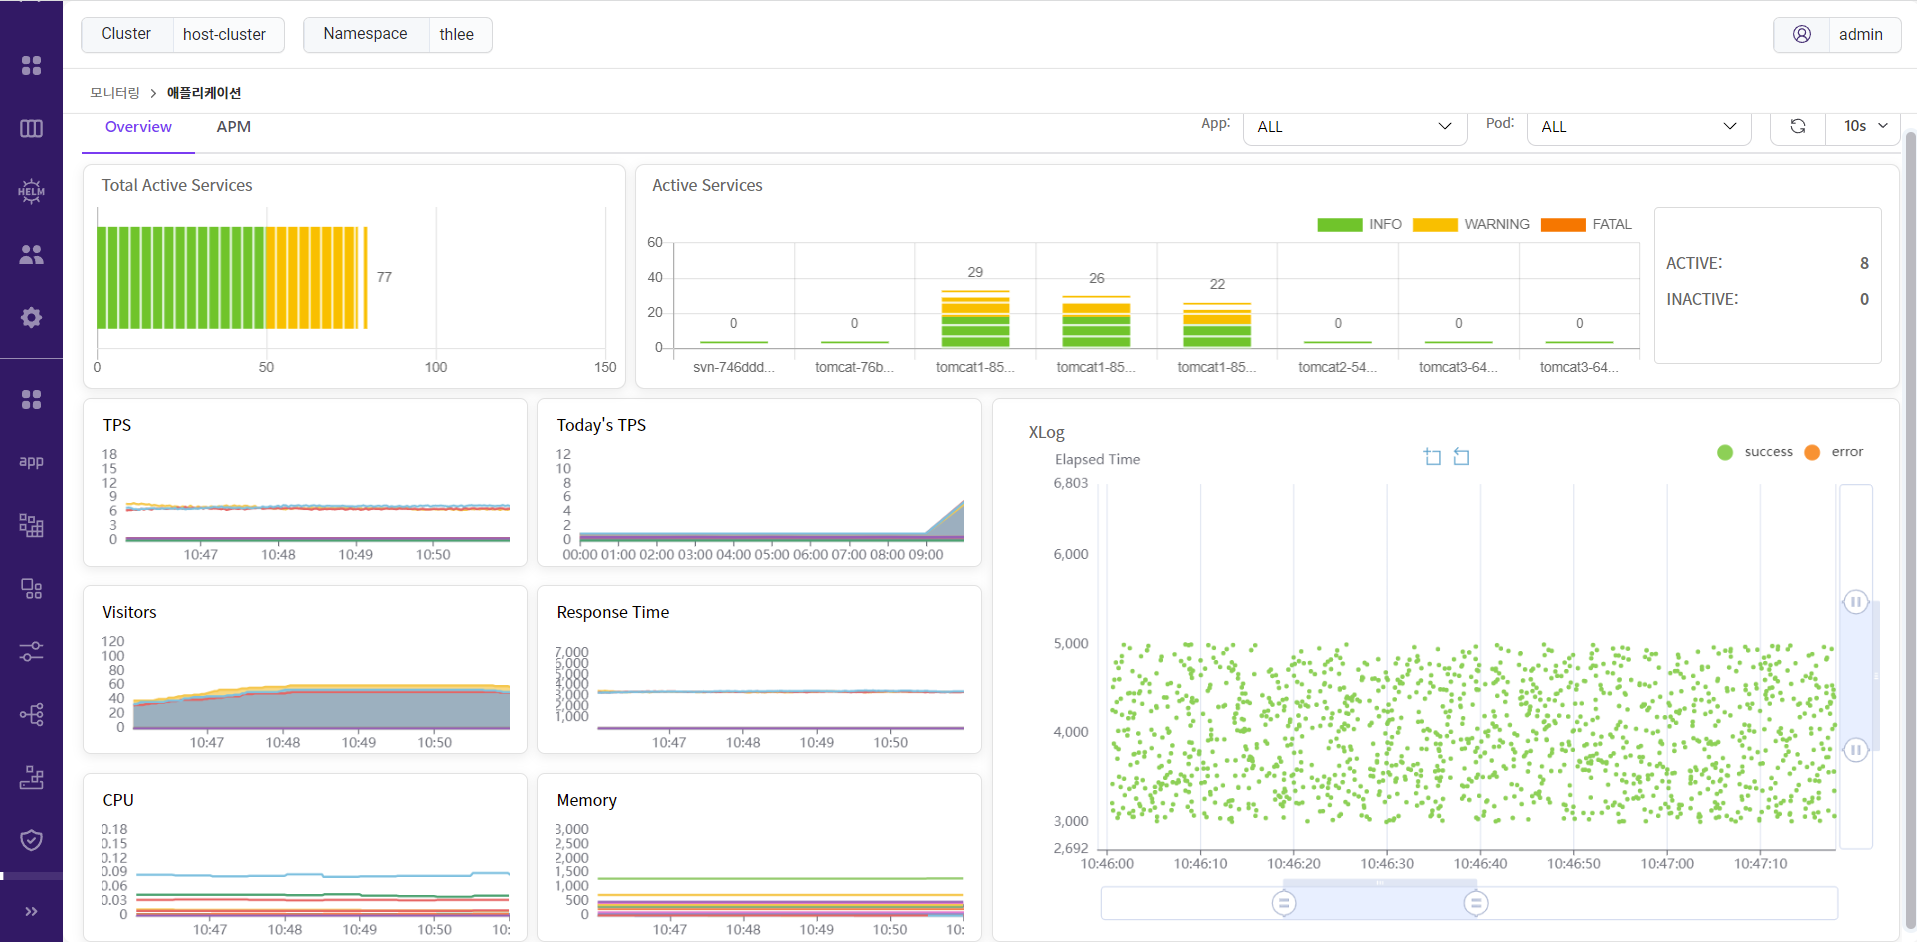 Cluster host-cluster Namespace thlee admin
모니터링 > 애플리케이션
Overview APM App: ALL Pod: ALL 10s
HELM
app
Total Active Services
77
0 50 100 150
Active Services
INFO WARNING FATAL
60
40
20
0
0 0 29 26 22 0 0 0
svn-746ddd... tomcat-76b... tomcat1-85... tomcat1-85... tomcat1-85... tomcat2-54... tomcat3-64... tomcat3-64...
ACTIVE: 8
INACTIVE: 0
TPS
18
15
12
9
6
3
0
10:47 10:48 10:49 10:50
Today's TPS
12
10
8
6
4
2
0
00:00 01:00 02:00 03:00 04:00 05:00 06:00 07:00 08:00 09:00
Visitors
120
100
80
60
40
20
0
10:47 10:48 10:49 10:50
Response Time
7,000
6,000
5,000
4,000
3,000
2,000
1,000
10:47 10:48 10:49 10:50
CPU
0.18
0.15
0.12
0.09
0.06
0.03
0
10:47 10:48 10:49 10:50 10:
Memory
3,000
2,500
2,000
1,500
1,000
500
0
10:47 10:48 10:49 10:50 10:
XLog
Elapsed Time
success error
6,803
6,000
5,000
4,000
3,000
2,692
10:46:00 10:46:10 10:46:20 10:46:30 10:46:40 10:46:50 10:47:00 10:47:10